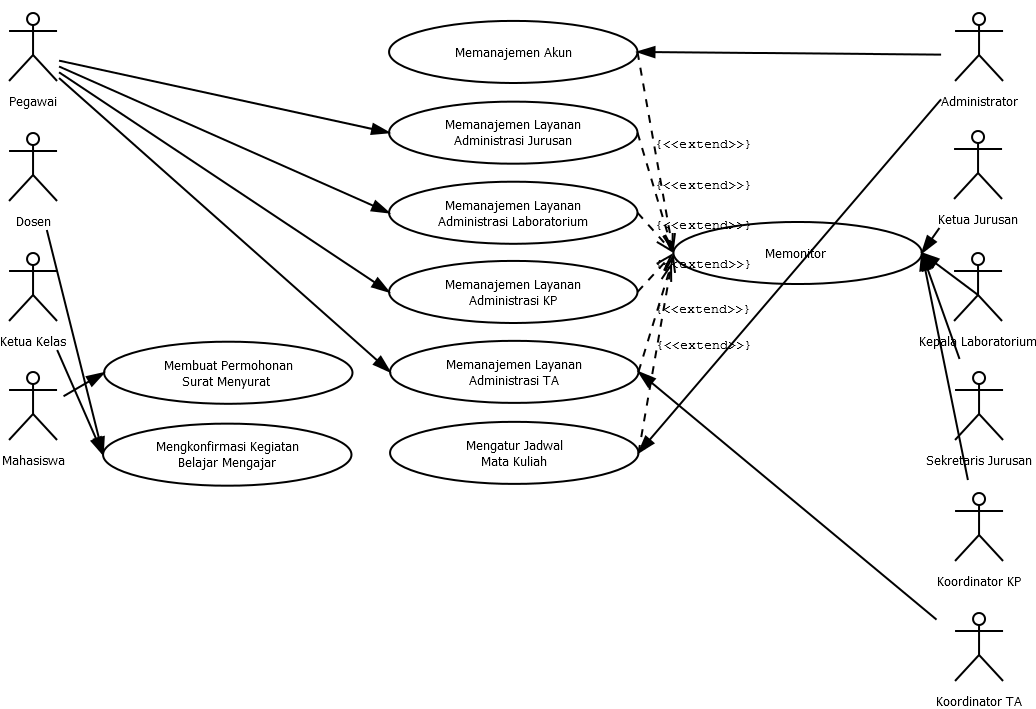 Pegawai
Dosen
Ketua Kelas
Mahasiswa
Membuat Permohonan
Surat Menyurat
Mengkonfirmasi Kegiatan
Belajar Mengajar
Memanajemen Akun
Memanajemen Layanan
Administrasi Jurusan
Memanajemen Layanan
Administrasi Laboratorium
Memanajemen Layanan
Administrasi KP
Memanajemen Layanan
Administrasi TA
Mengatur Jadwal
Mata Kuliah
{<<extend>>}
{<<extend>>}
{<<extend>>}
{<<extend>>}
{<<extend>>}
{<<extend>>}
Memonitor
Administrator
Ketua Jurusan
Kepala Laboratorium
Sekretaris Jurusan
Koordinator KP
Koordinator TA